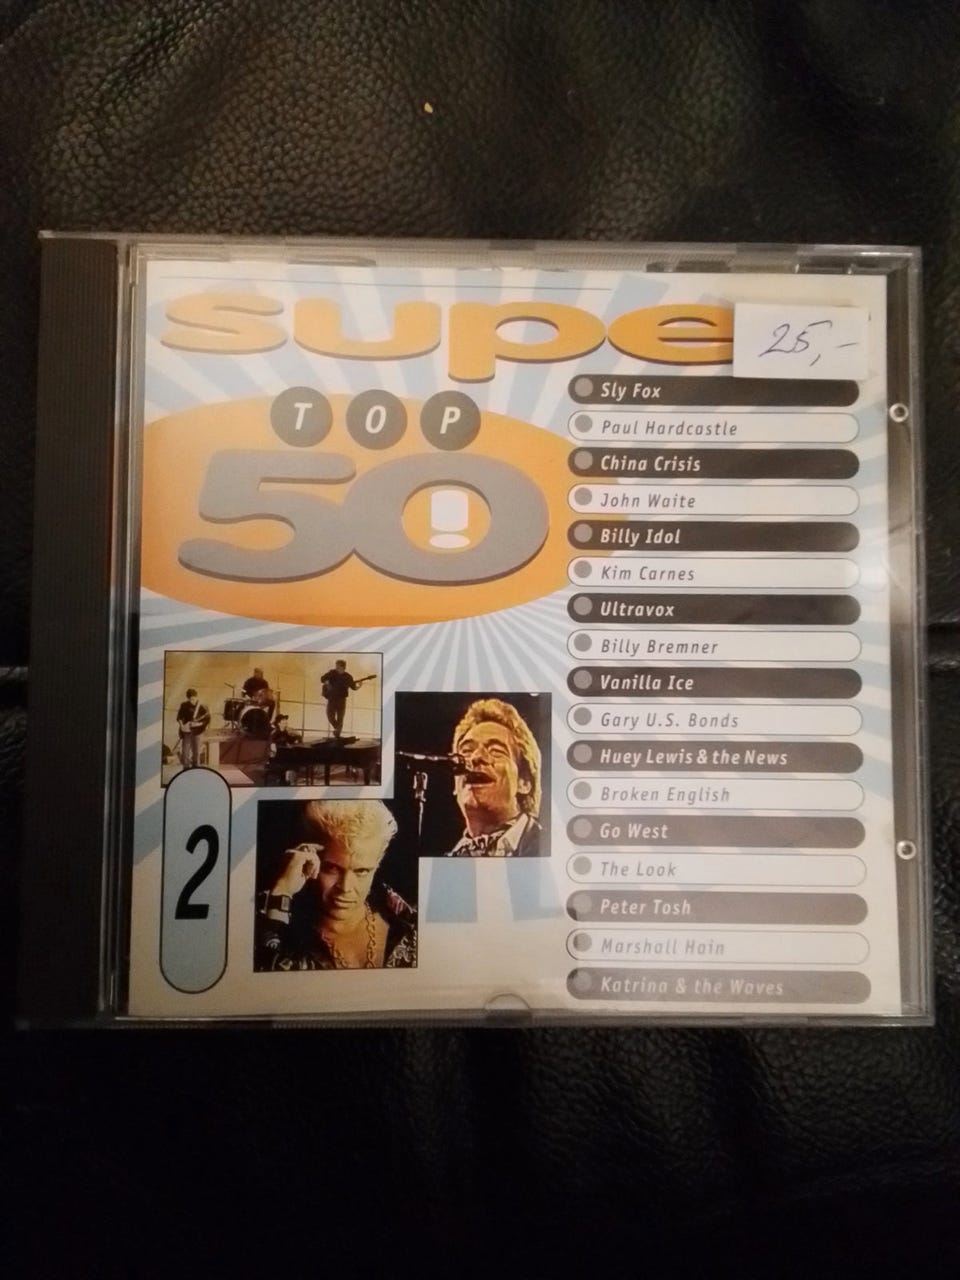 supe
25,-
TOP
50!
Sly Fox
Paul Hardcastle
China Crisis
John Waite
Billy Idol
Kim Carnes
Ultravox
Billy Bremner
Vanilla Ice
Gary U.S. Bonds
Huey Lewis & the News
Broken English
Go West
The Look
Peter Tosh
Marshall Hain
Katrina & the Waves
2